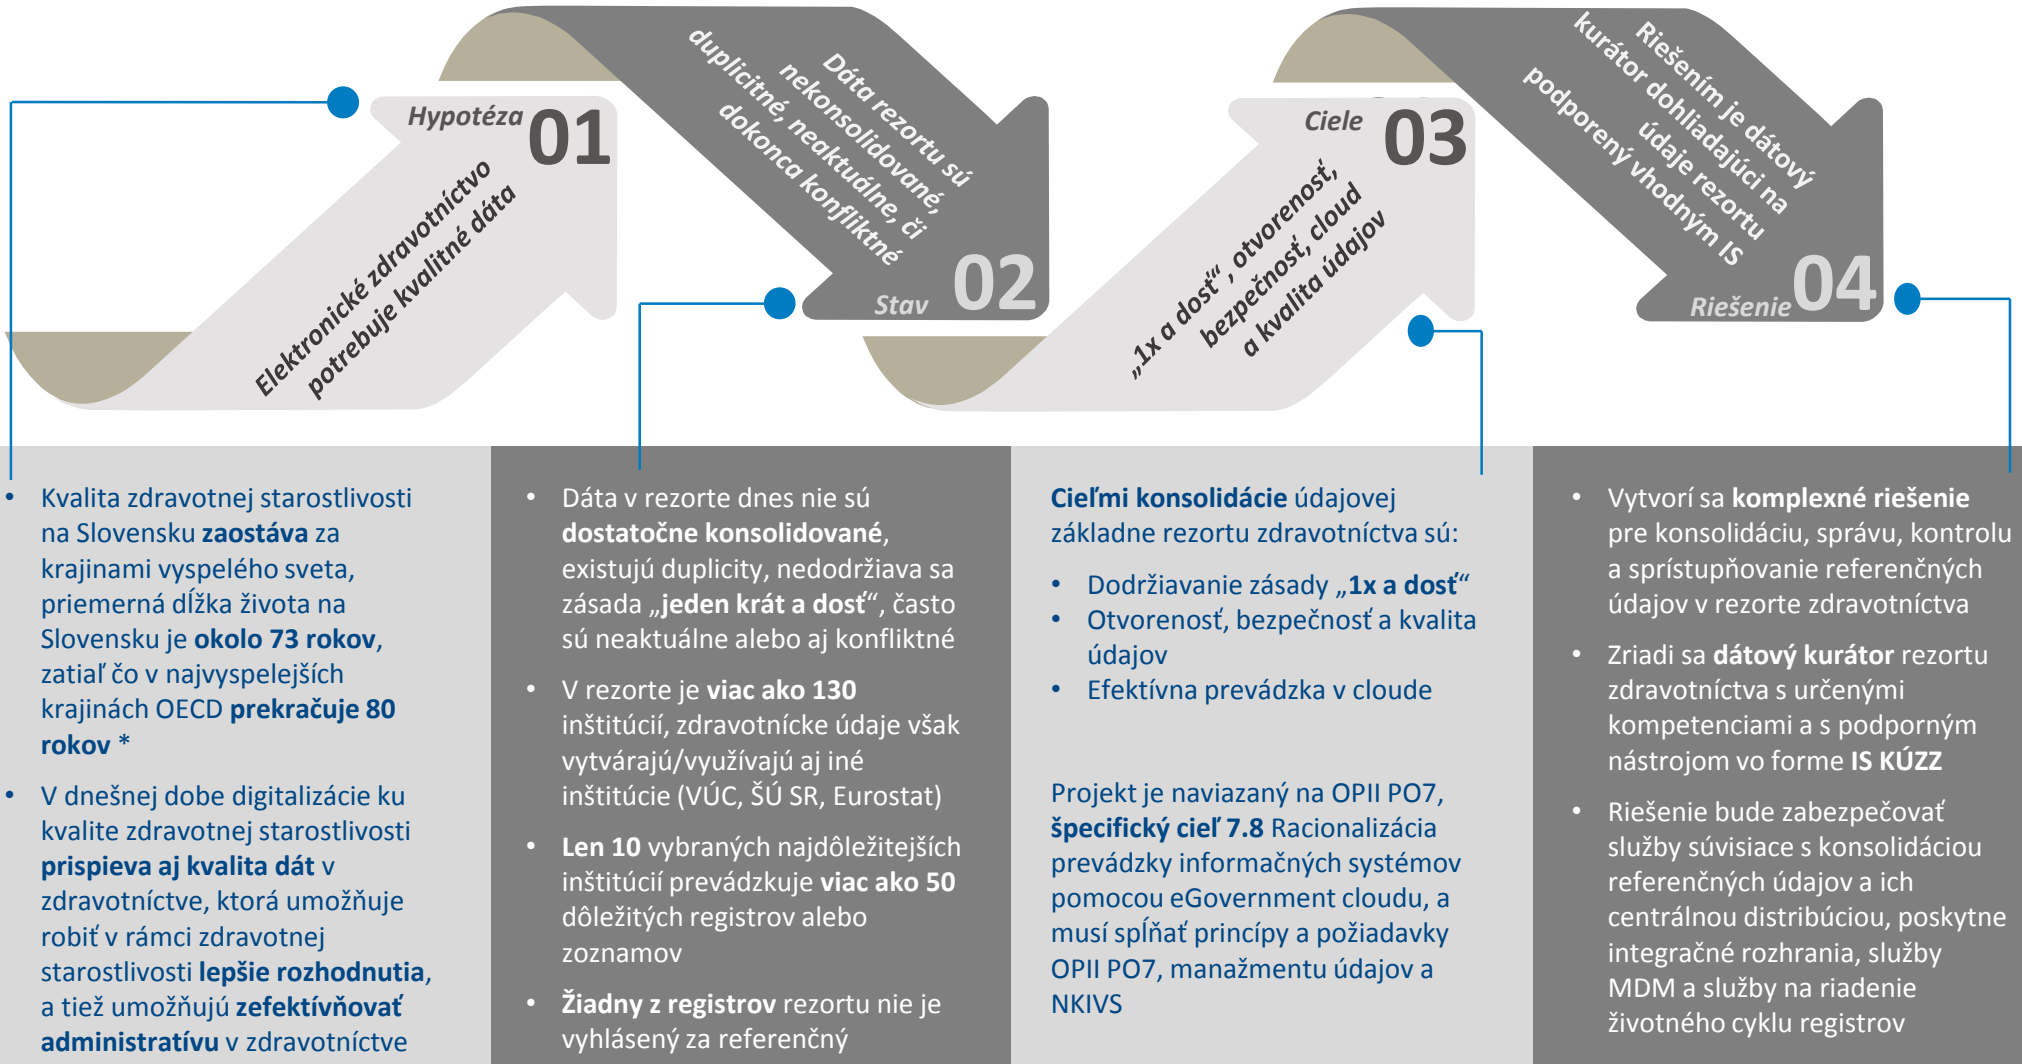 Hypotéza
01
Elektronické zdravotníctvo
potrebuje kvalitné dáta
Dáta rezortu sú
nekonsolidované,
duplicitné, neaktuálne, či
dokonca konfliktné
Stav
02
Ciele
03
„1x a dosť“, otvorenosť,
bezpečnosť, cloud
a kvalita údajov
Riešením je dátový
kurátor dohliadajúci na
údaje rezortu
podporený vhodným IS
Riešenie
04
• Kvalita zdravotnej starostlivosti
na Slovensku zaostáva za
krajinami vyspelého sveta,
priemerná dĺžka života na
Slovensku je okolo 73 rokov,
zatiaľ čo v najvyspelejších
krajinách OECD prekračuje 80
rokov *
• V dnešnej dobe digitalizácie ku
kvalite zdravotnej starostlivosti
prispieva aj kvalita dát v
zdravotníctve, ktorá umožňuje
robiť v rámci zdravotnej
starostlivosti lepšie rozhodnutia,
a tiež umožňujú zefektívňovať
administratívu v zdravotníctve
• Dáta v rezorte dnes nie sú
dostatočne konsolidované,
existujú duplicity, nedodržiava sa
zásada „jeden krát a dosť“, často
sú neaktuálne alebo aj konfliktné
• V rezorte je viac ako 130
inštitúcií, zdravotnícke údaje však
vytvárajú/využívajú aj iné
inštitúcie (VÚC, ŠÚ SR, Eurostat)
• Len 10 vybraných najdôležitejších
inštitúcií prevádzkuje viac ako 50
dôležitých registrov alebo
zoznamov
• Žiadny z registrov rezortu nie je
vyhlásený za referenčný
Cieľmi konsolidácie údajovej
základne rezortu zdravotníctva sú:
• Dodržiavanie zásady „1x a dosť“
• Otvorenosť, bezpečnosť a kvalita
údajov
• Efektívna prevádzka v cloude
Projekt je naviazaný na OPII PO7,
špecifický cieľ 7.8 Racionalizácia
prevádzky informačných systémov
pomocou eGovernment cloudu, a
musí spĺňať princípy a požiadavky
OPII PO7, manažmentu údajov a
NKIVS
• Vytvorí sa komplexné riešenie
pre konsolidáciu, správu, kontrolu
a sprístupňovanie referenčných
údajov v rezorte zdravotníctva
• Zriadi sa dátový kurátor rezortu
zdravotníctva s určenými
kompetenciami a s podporným
nástrojom vo forme IS KÚZZ
• Riešenie bude zabezpečovať
služby súvisiace s konsolidáciou
referenčných údajov a ich
centrálnou distribúciou, poskytne
integračné rozhrania, služby
MDM a služby na riadenie
životného cyklu registrov